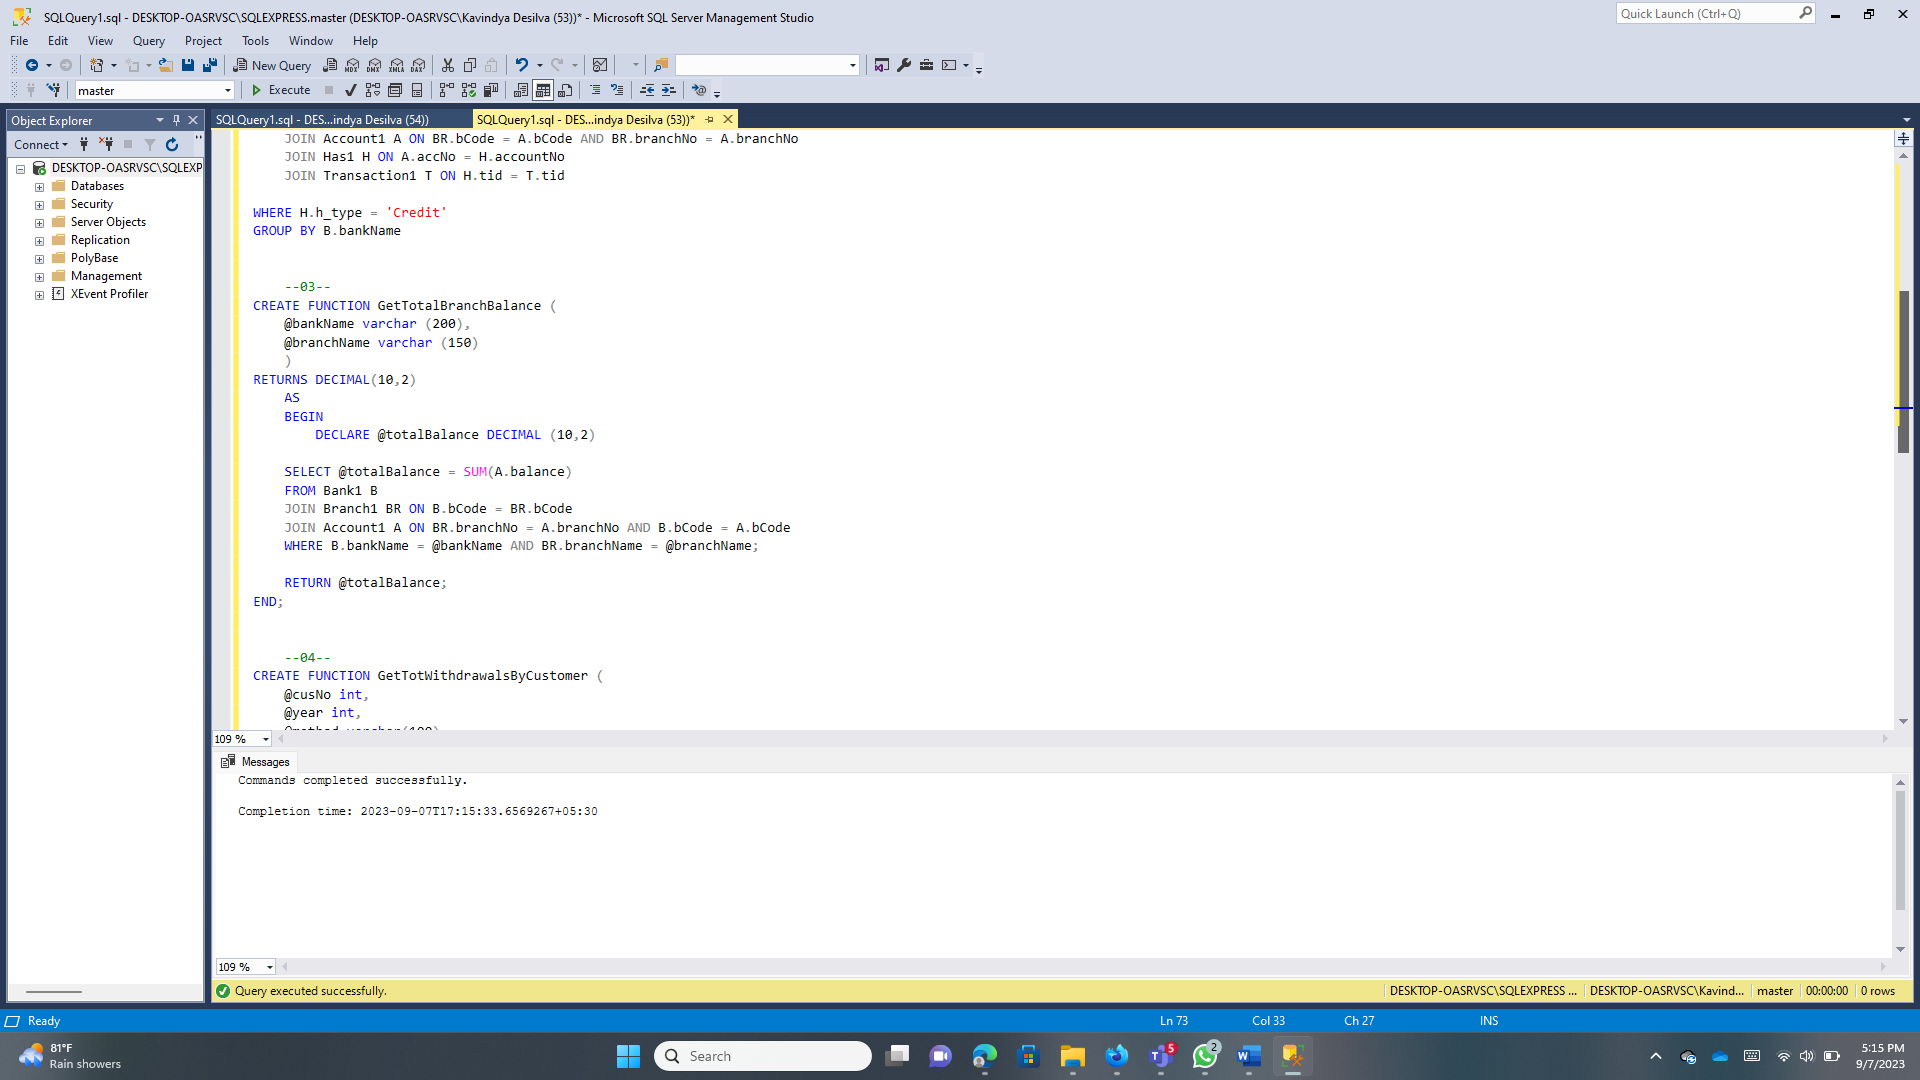 SQLQuery1.sql - DESKTOP-OASRVSC\SQLEXPRESS.master (DESKTOP-OASRVSC\Kavindya Desilva (53))* - Microsoft SQL Server Management Studio
Quick Launch (Ctrl+Q)
File Edit View Query Project Tools Window Help
New Query
MDX DMX XMLA DAX
master
Execute
Object Explorer
SQLQuery1.sql - DES...indya Desilva (54))
SQLQuery1.sql - DES...indya Desilva (53))*
Connect
DESKTOP-OASRVSC\SQLEXP
Databases
Security
Server Objects
Replication
PolyBase
Management
XEvent Profiler
JOIN Account1 A ON BR.bCode = A.bCode AND BR.branchNo = A.branchNo
JOIN Has1 H ON A.accNo = H.accountNo
JOIN Transaction1 T ON H.tid = T.tid
WHERE H.h_type = 'Credit'
GROUP BY B.bankName
--03--
CREATE FUNCTION GetTotalBranchBalance (
@bankName varchar (200),
@branchName varchar (150)
)
RETURNS DECIMAL(10,2)
AS
BEGIN
DECLARE @totalBalance DECIMAL (10,2)
SELECT @totalBalance = SUM(A.balance)
FROM Bank1 B
JOIN Branch1 BR ON B.bCode = BR.bCode
JOIN Account1 A ON BR.branchNo = A.branchNo AND B.bCode = A.bCode
WHERE B.bankName = @bankName AND BR.branchName = @branchName;
RETURN @totalBalance;
END;
--04--
CREATE FUNCTION GetTotWithdrawalsByCustomer (
@cusNo int,
@year int,
@method varchar(100)
109 %
Messages
Commands completed successfully.
Completion time: 2023-09-07T17:15:33.6569267+05:30
109 %
Query executed successfully.
DESKTOP-OASRVSC\SQLEXPRESS ... DESKTOP-OASRVSC\Kavind... master 00:00:00 0 rows
Ready
Ln 73 Col 33 Ch 27 INS
81°F
Rain showers
Search
5
2
5:15 PM
9/7/2023